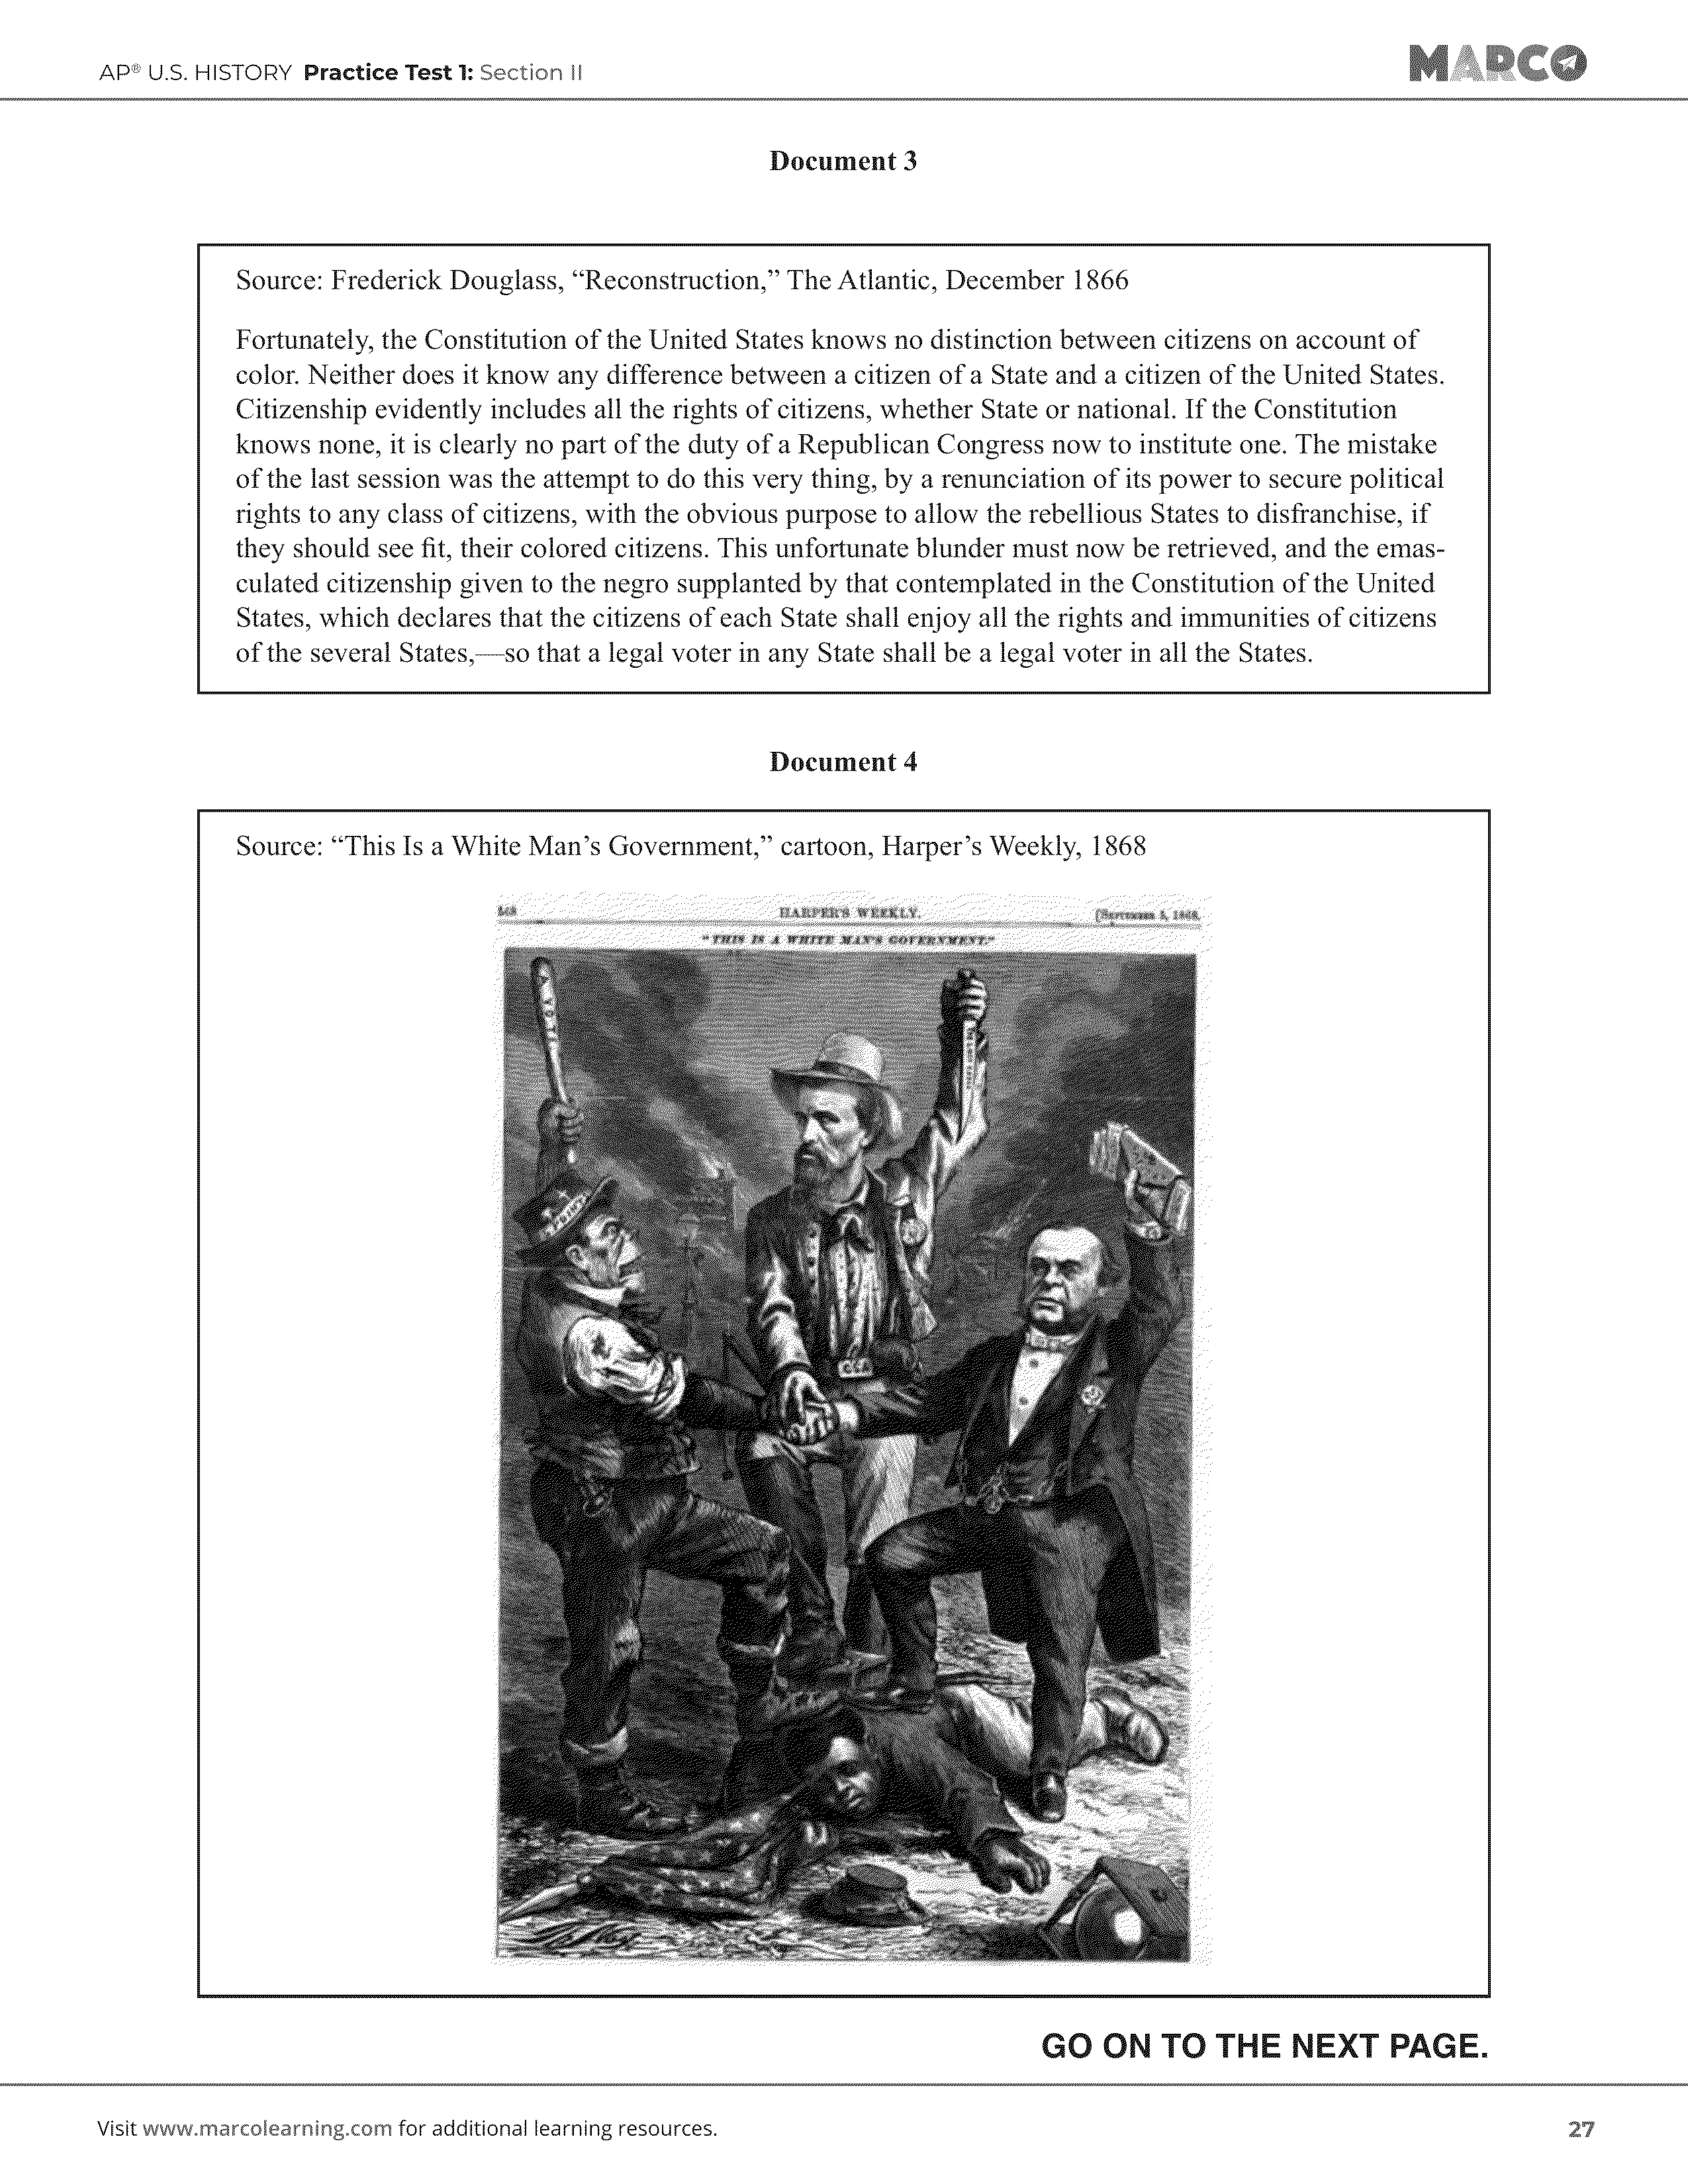 AP® U.S. HISTORY Practice Test 1: Section II
MARCO
Document 3
Source: Frederick Douglass, “Reconstruction,” The Atlantic, December 1866
Fortunately, the Constitution of the United States knows no distinction between citizens on account of
color. Neither does it know any difference between a citizen of a State and a citizen of the United States.
Citizenship evidently includes all the rights of citizens, whether State or national. If the Constitution
knows none, it is clearly no part of the duty of a Republican Congress now to institute one. The mistake
of the last session was the attempt to do this very thing, by a renunciation of its power to secure political
rights to any class of citizens, with the obvious purpose to allow the rebellious States to disfranchise, if
they should see fit, their colored citizens. This unfortunate blunder must now be retrieved, and the emas-
culated citizenship given to the negro supplanted by that contemplated in the Constitution of the United
States, which declares that the citizens of each State shall enjoy all the rights and immunities of citizens
of the several States,—so that a legal voter in any State shall be a legal voter in all the States.
Document 4
Source: “This Is a White Man’s Government,” cartoon, Harper’s Weekly, 1868
568 HARPER'S WEEKLY. [September 5, 1868.
"THIS IS A WHITE MAN'S GOVERNMENT."
A VOTE
GO ON TO THE NEXT PAGE.
Visit www.marcolearning.com for additional learning resources.
27